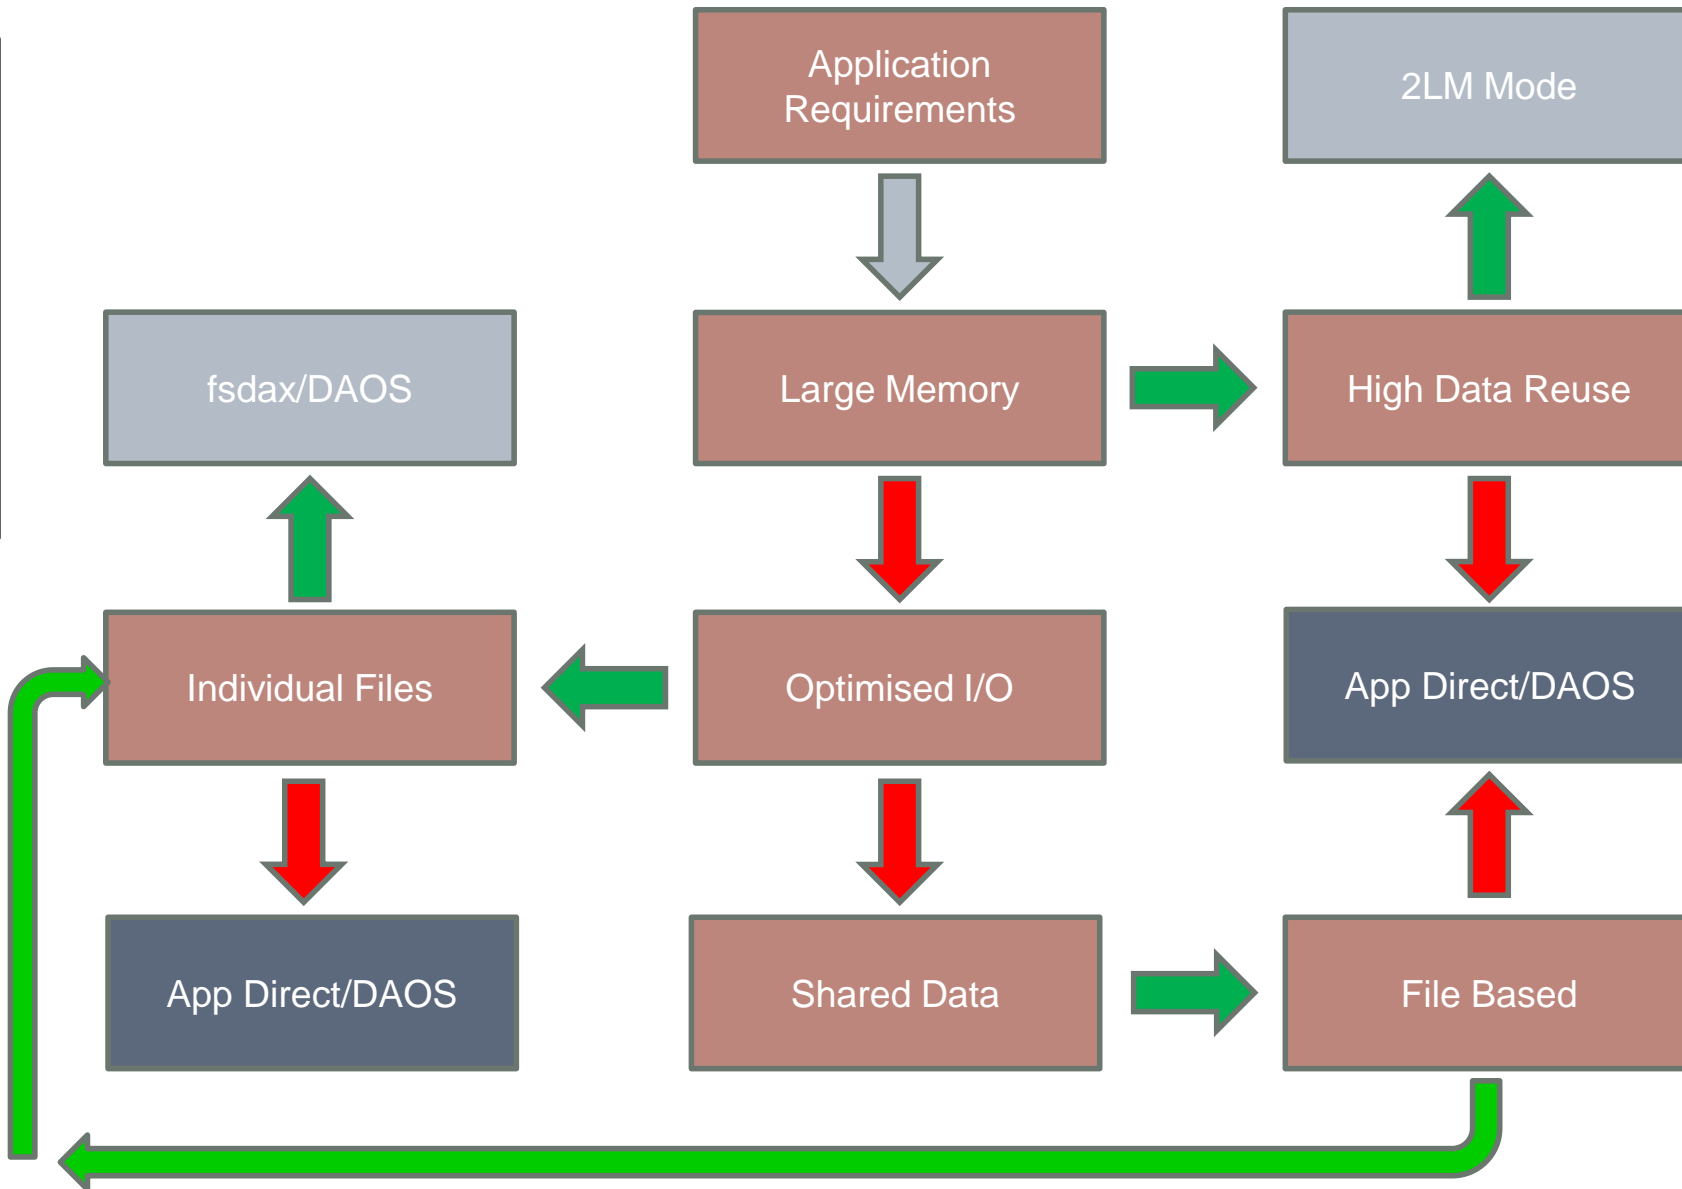 Application
Requirements
2LM Mode
fsdax/DAOS
Large Memory
High Data Reuse
Individual Files
Optimised I/O
App Direct/DAOS
App Direct/DAOS
Shared Data
File Based